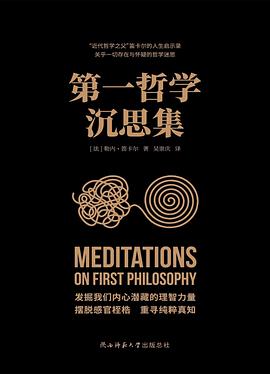 “近代哲学之父”笛卡尔的人生启示录
关乎一切存在与怀疑的哲学迷思
第一哲学
沉思集
[法] 勒内·笛卡尔 著 吴崇庆 译
MEDITATIONS
ON FIRST PHILOSOPHY
发掘我们内心潜藏的理智力量
摆脱感官桎梏 重寻纯粹真知
陕西师范大学出版总社